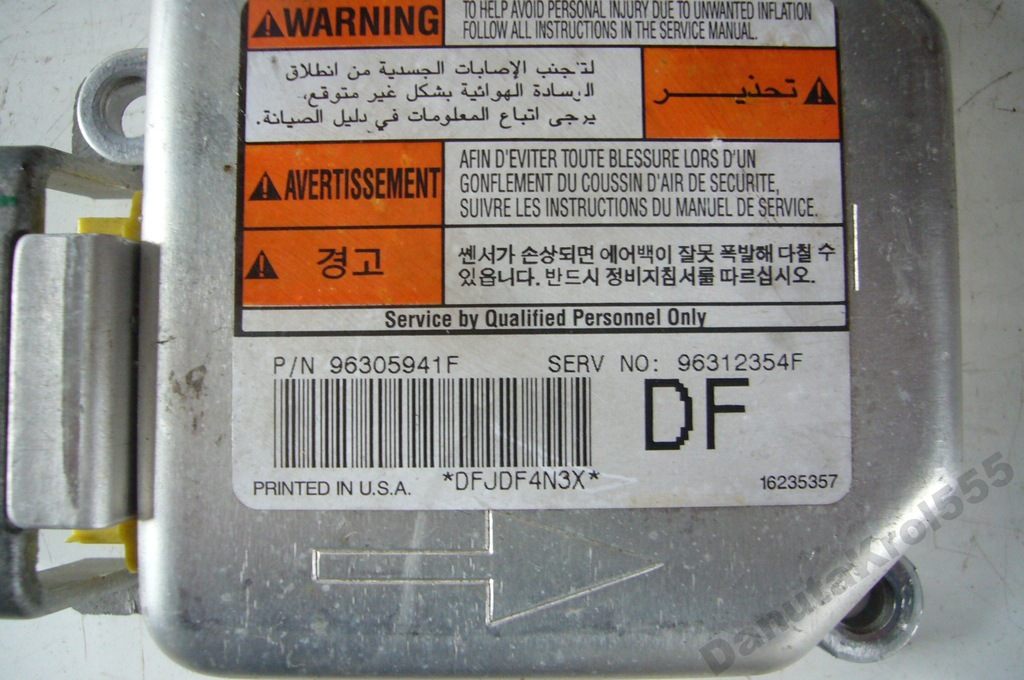 WARNING
TO HELP AVOID PERSONAL INJURY DUE TO UNWANTED INFLATION
FOLLOW ALL INSTRUCTIONS IN THE SERVICE MANUAL.
تحذيـــــر
لتجنب الإصابات الجسدية من انطلاق
الوسادة الهوائية بشكل غير متوقع،
يرجى اتباع المعلومات في دليل الصيانة.
AVERTISSEMENT
AFIN D'EVITER TOUTE BLESSURE LORS D'UN
GONFLEMENT DU COUSSIN D'AIR DE SECURITE,
SUIVRE LES INSTRUCTIONS DU MANUEL DE SERVICE.
경고
쎈서가 손상되면 에어백이 잘못 폭발해 다칠 수
있읍니다. 반드시 정비지침서를 따르십시오.
Service by Qualified Personnel Only
P/N 96305941F SERV NO: 96312354F
DF
*DFJDF4N3X*
PRINTED IN U.S.A.
16235357
Danutakrol555